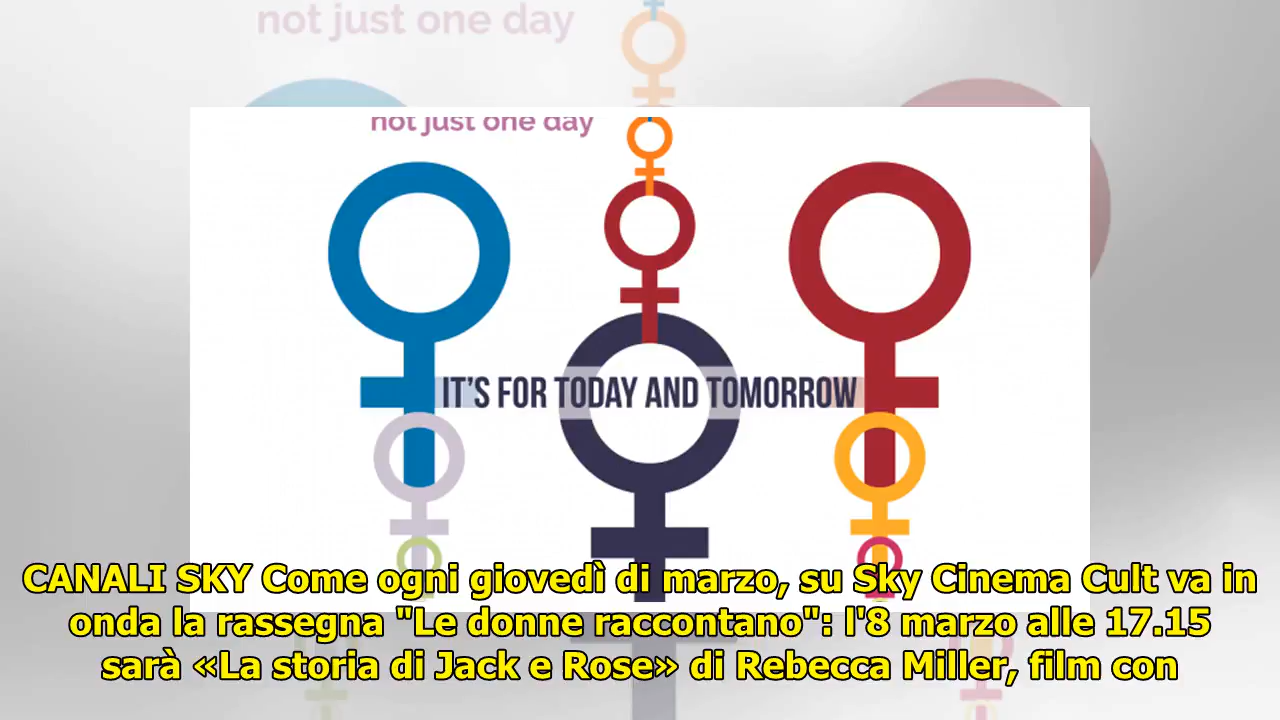 not just one day
not just one day
IT'S FOR TODAY AND TOMORROW
CANALI SKY Come ogni giovedì di marzo, su Sky Cinema Cult va in
onda la rassegna "Le donne raccontano": l'8 marzo alle 17.15
sarà «La storia di Jack e Rose» di Rebecca Miller, film con